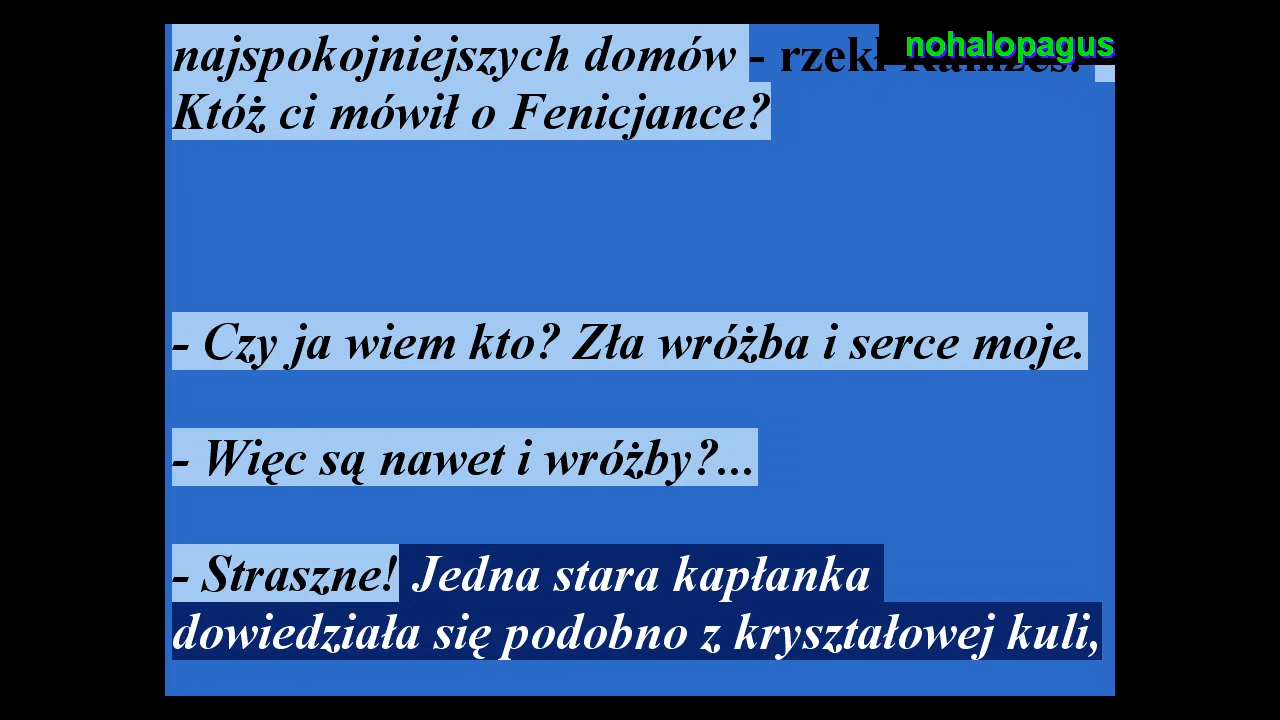 najspokojniejszych domów - rzekł Ramzes. -
nohalopagus
Któż ci mówił o Fenicjance?
- Czy ja wiem kto? Zła wróżba i serce moje.
- Więc są nawet i wróżby?...
- Straszne! Jedna stara kapłanka
dowiedziała się podobno z kryształowej kuli,